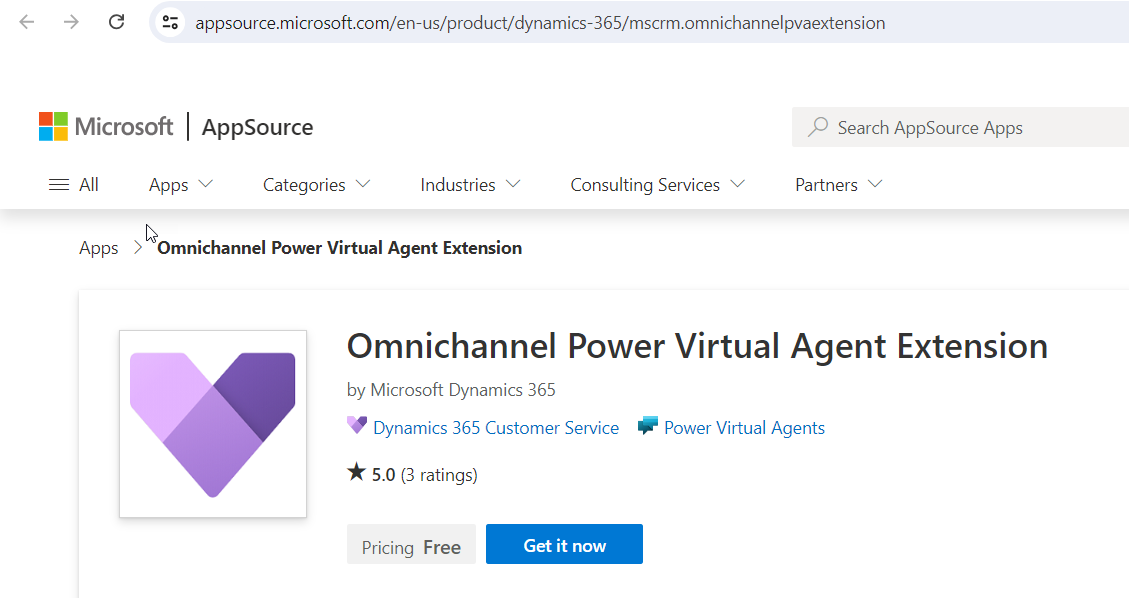 appsource.microsoft.com/en-us/product/dynamics-365/mscrm.omnichannelpvaextension
Microsoft | AppSource
Search AppSource Apps
All Apps Categories Industries Consulting Services Partners
Apps > Omnichannel Power Virtual Agent Extension
Omnichannel Power Virtual Agent Extension
by Microsoft Dynamics 365
Dynamics 365 Customer Service Power Virtual Agents
★ 5.0 (3 ratings)
Pricing Free Get it now